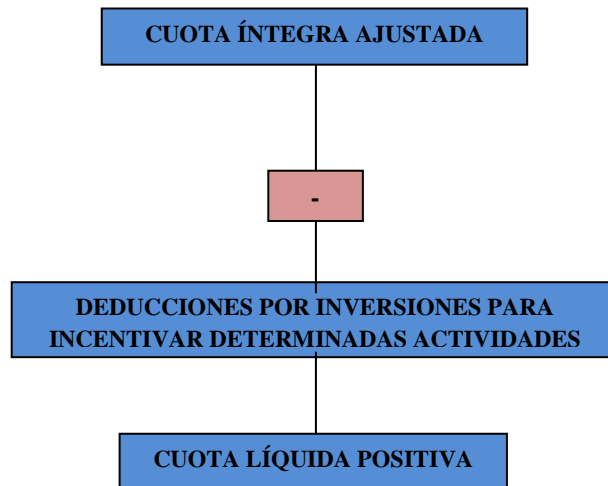 CUOTA ÍNTEGRA AJUSTADA
-
DEDUCCIONES POR INVERSIONES PARA
INCENTIVAR DETERMINADAS ACTIVIDADES
CUOTA LÍQUIDA POSITIVA